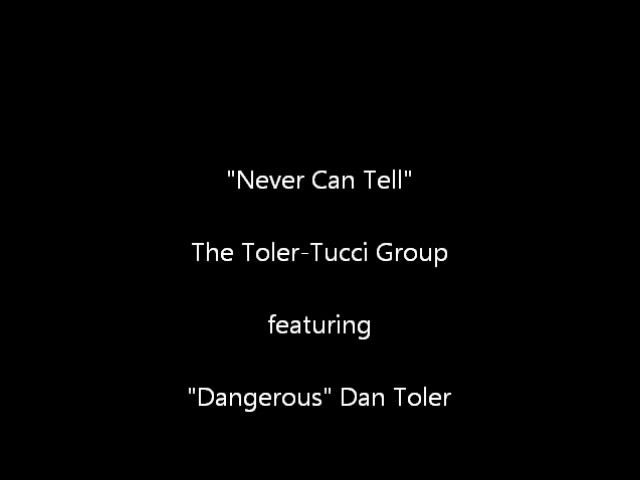 "Never Can Tell"
The Toler-Tucci Group
featuring
"Dangerous" Dan Toler